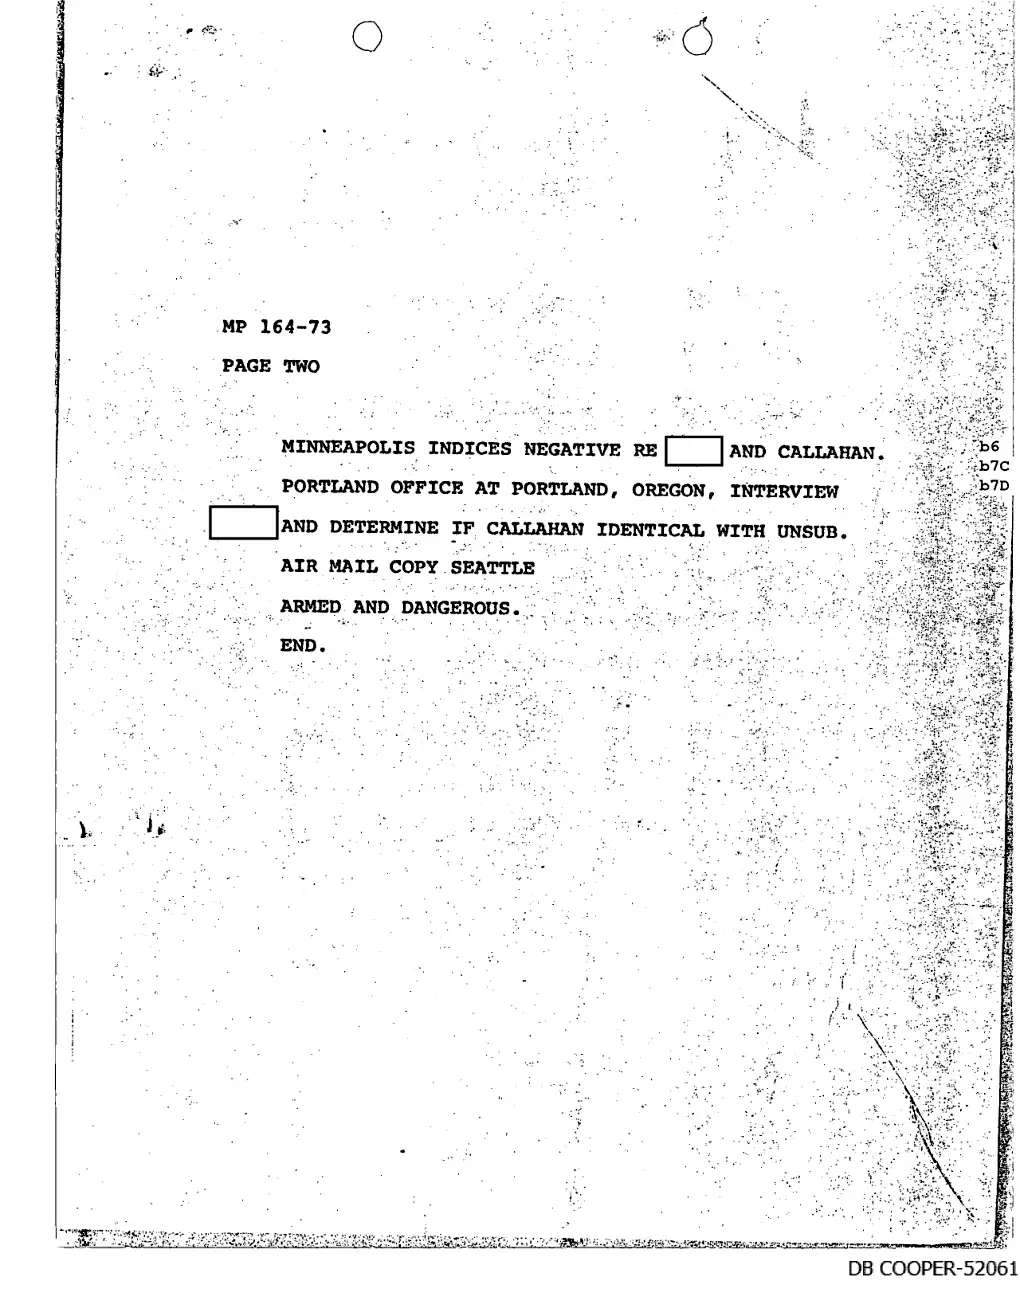 MP 164-73
PAGE TWO
MINNEAPOLIS INDICES NEGATIVE RE AND CALLAHAN.
PORTLAND OFFICE AT PORTLAND, OREGON, INTERVIEW
AND DETERMINE IF CALLAHAN IDENTICAL WITH UNSUB.
AIR MAIL COPY SEATTLE
ARMED AND DANGEROUS.
END.
b6
b7C
b7D
DB COOPER-52061